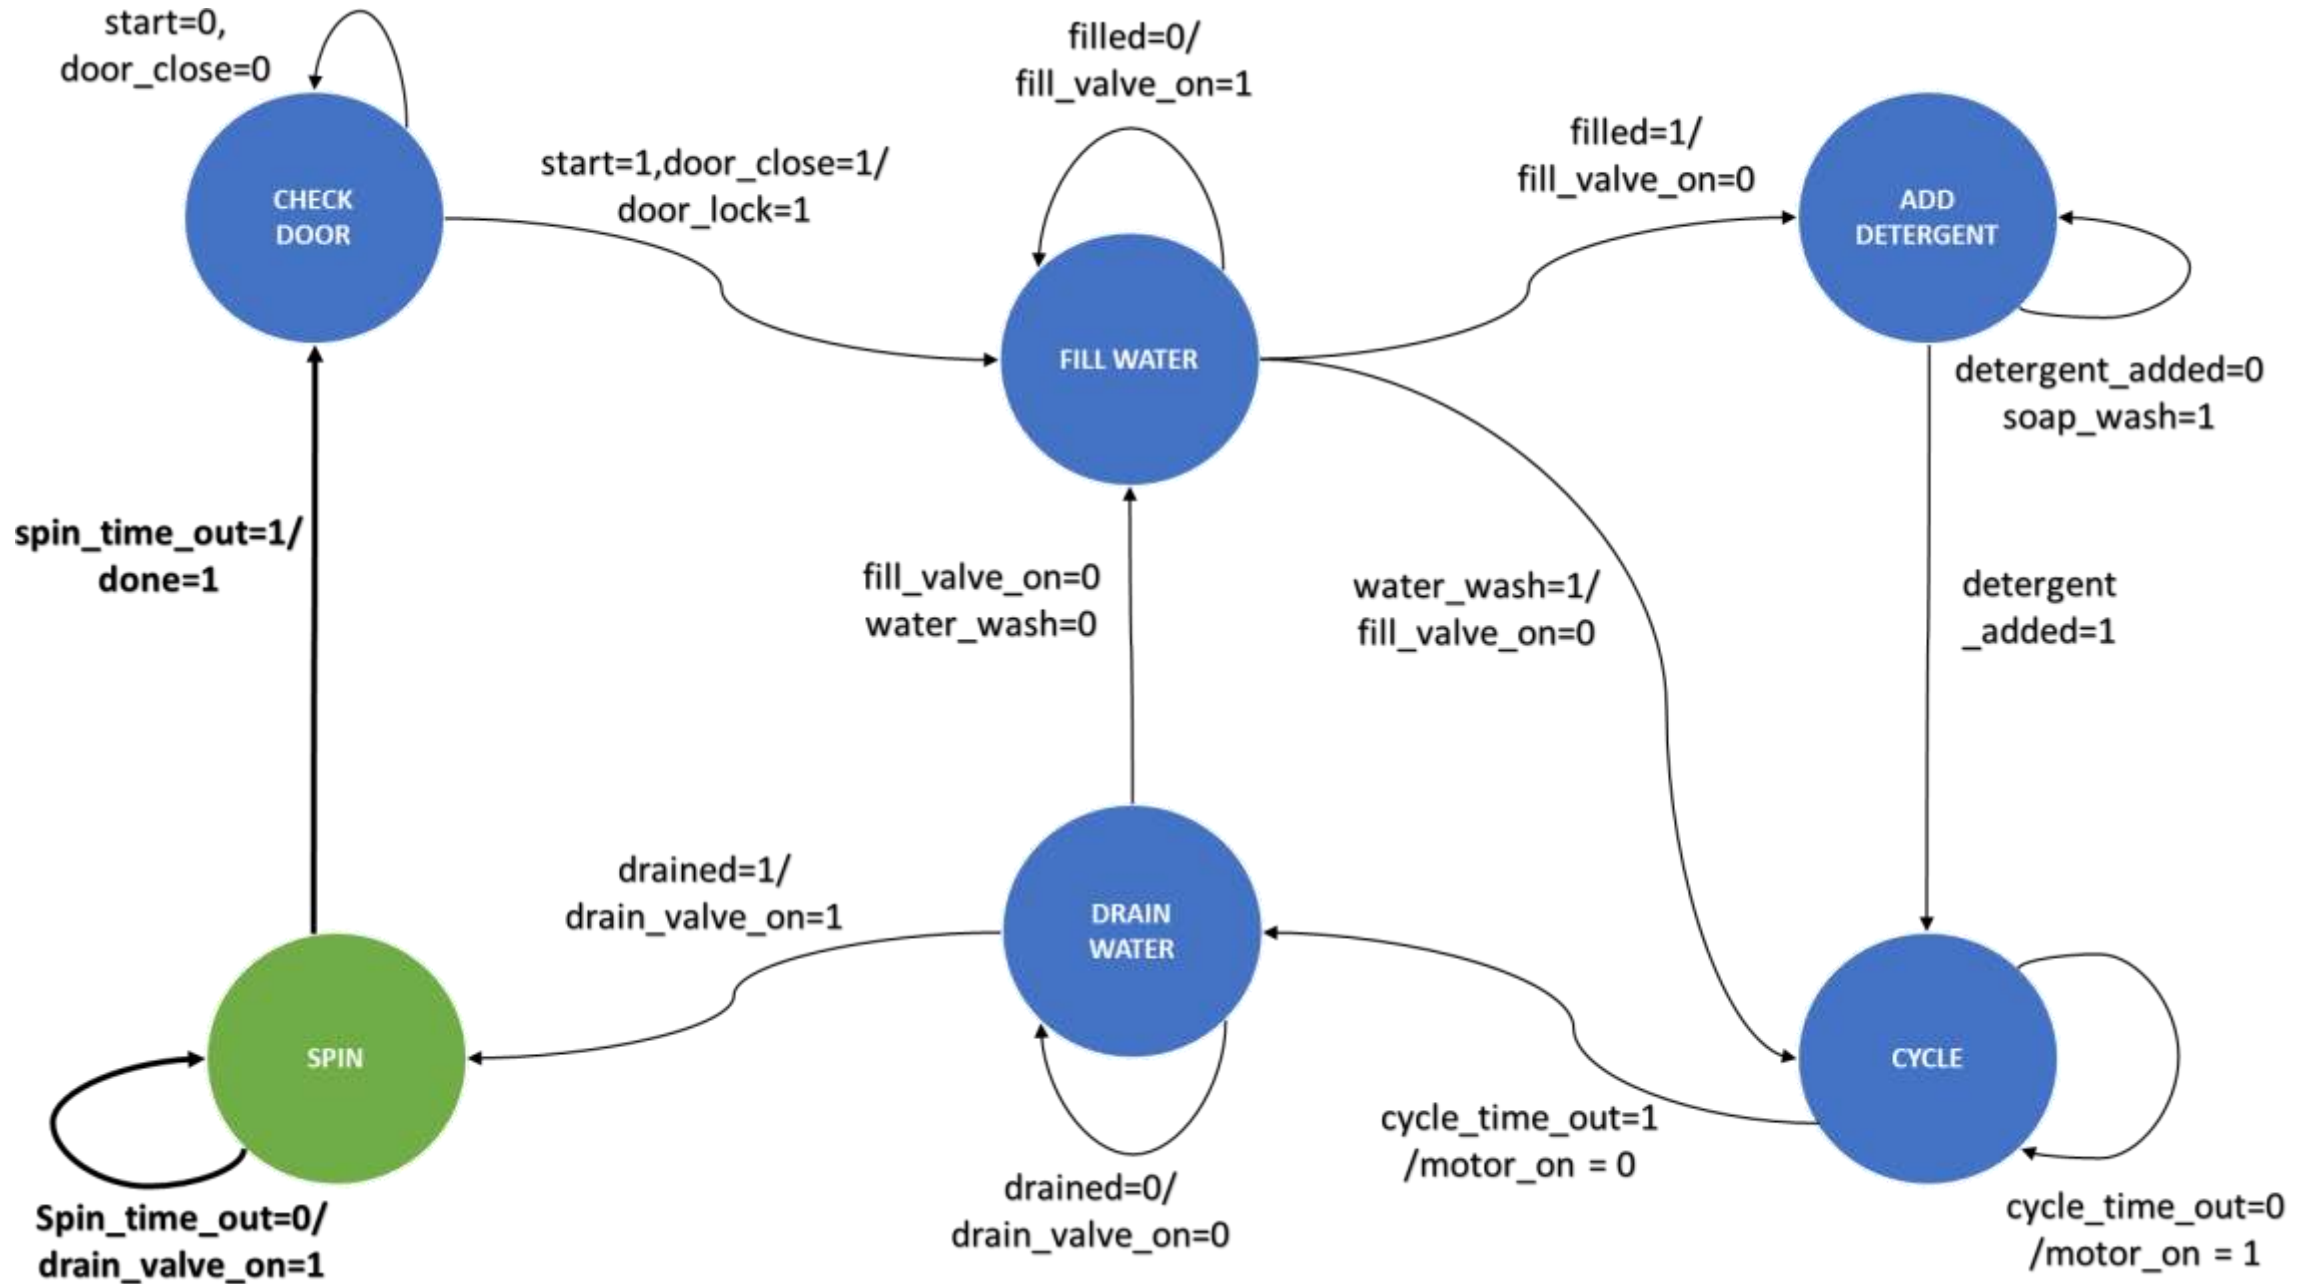 start=0,
door_close=0
filled=0/
fill_valve_on=1
filled=1/
fill_valve_on=0
start=1,door_close=1/
door_lock=1
CHECK
DOOR
ADD
DETERGENT
FILL WATER
detergent_added=0
soap_wash=1
spin_time_out=1/
done=1
fill_valve_on=0
water_wash=0
water_wash=1/
fill_valve_on=0
detergent
_added=1
drained=1/
drain_valve_on=1
DRAIN
WATER
SPIN
CYCLE
cycle_time_out=1
/motor_on = 0
drained=0/
drain_valve_on=0
Spin_time_out=0/
drain_valve_on=1
cycle_time_out=0
/motor_on = 1